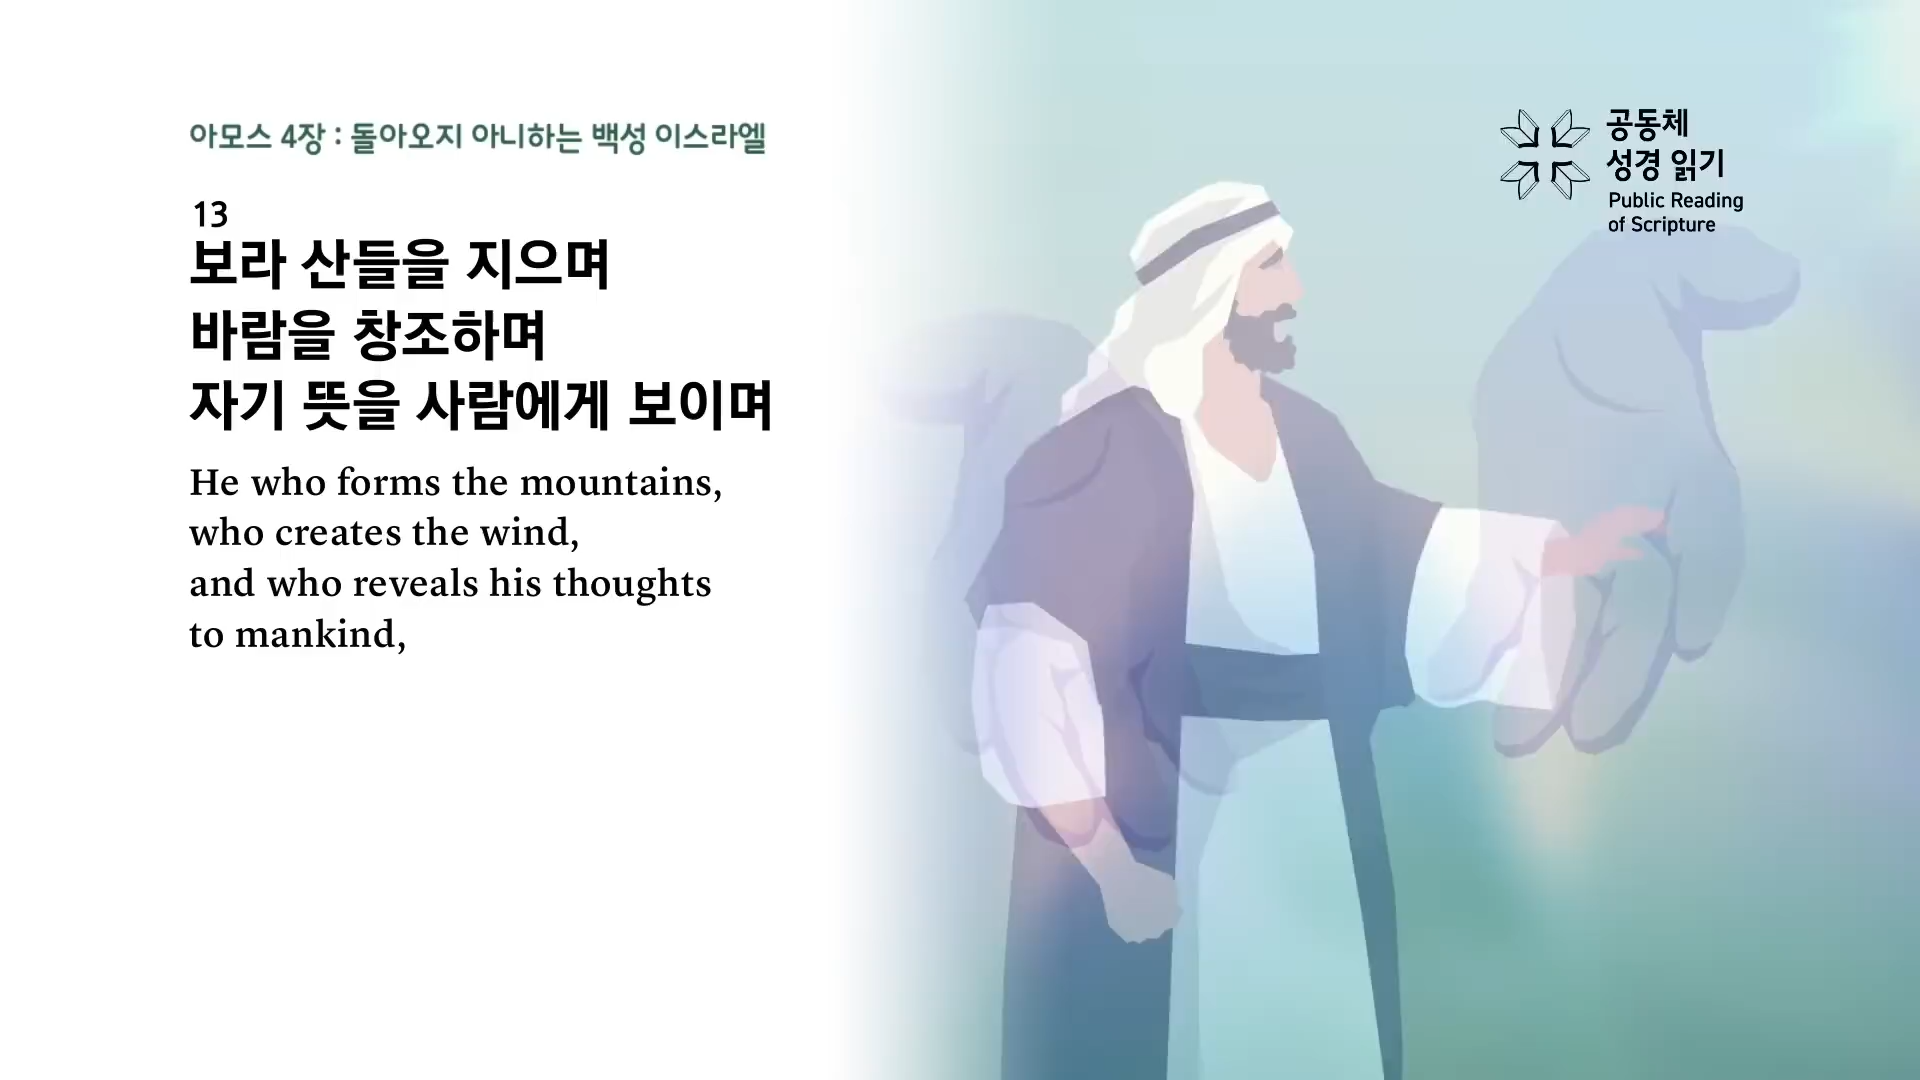 아모스 4장 : 돌아오지 아니하는 백성 이스라엘
13
보라 산들을 지으며
바람을 창조하며
자기 뜻을 사람에게 보이며
He who forms the mountains,
who creates the wind,
and who reveals his thoughts
to mankind,
공동체
성경 읽기
Public Reading
of Scripture